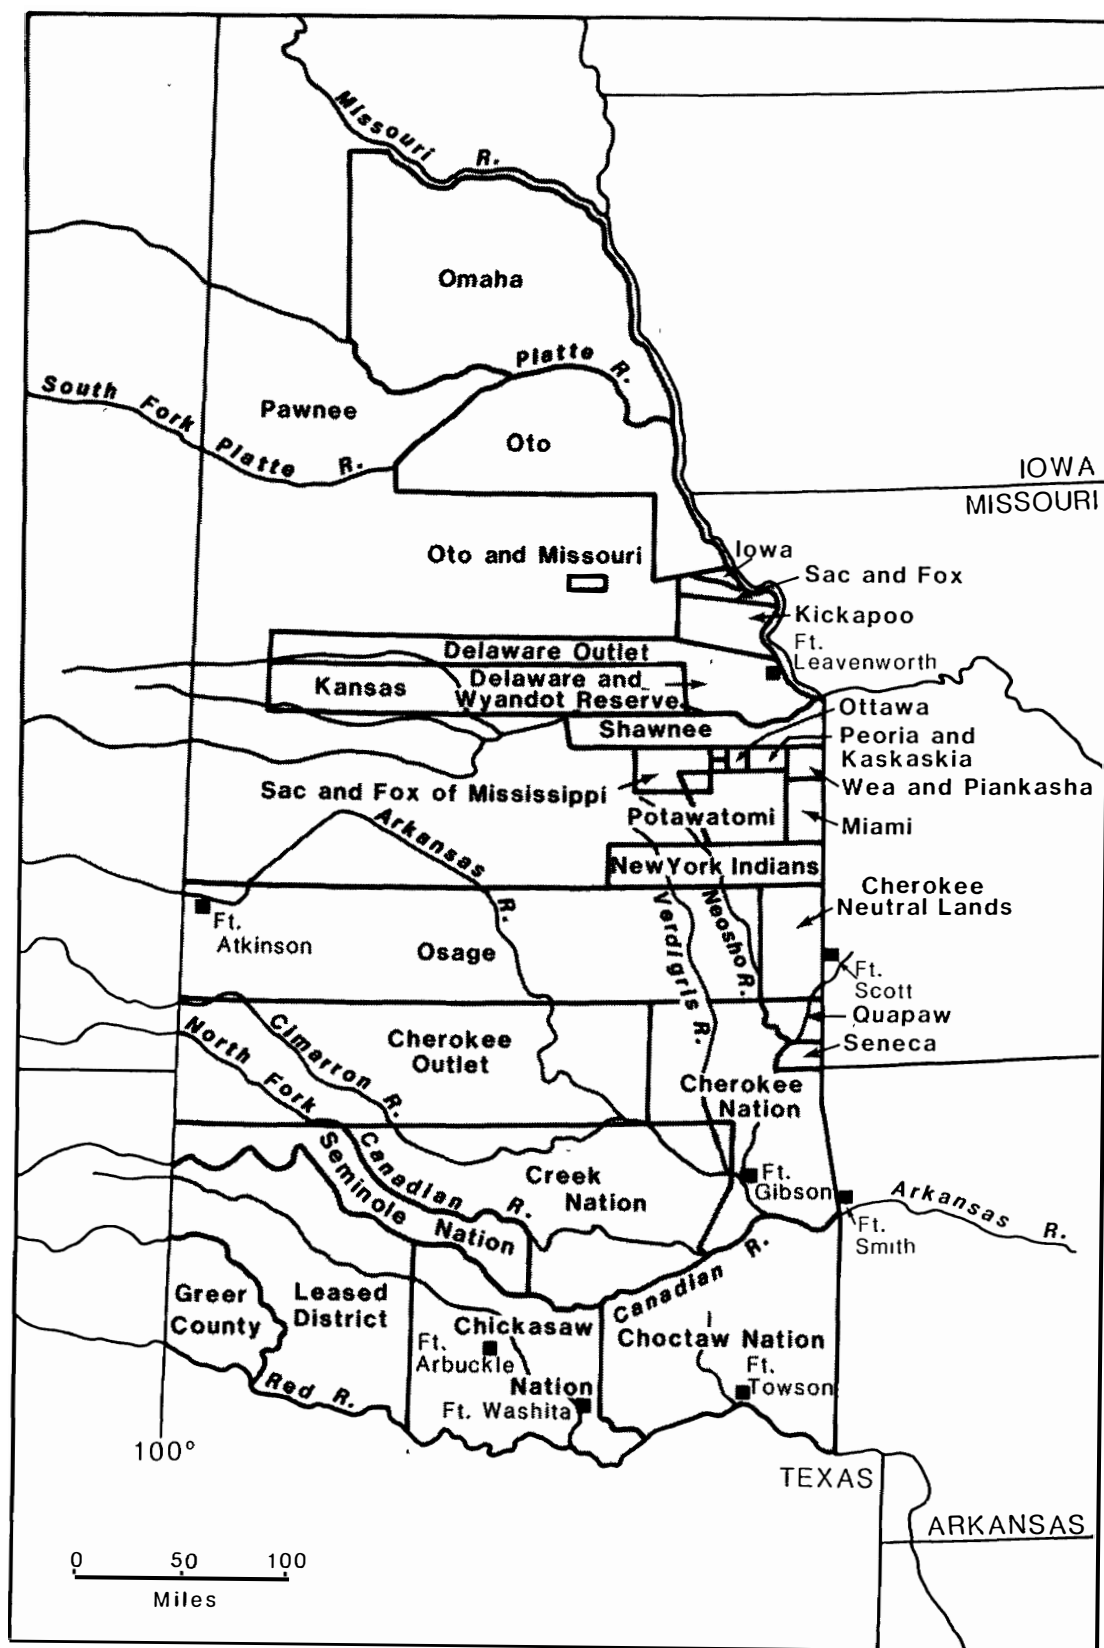 Missouri R.
Omaha
Platte R.
South Fork Platte R.
Pawnee
Oto
IOWA
MISSOURI
Oto and Missouri
Iowa
Sac and Fox
Kickapoo
Ft.
Leavenworth
Delaware Outlet
Kansas
Delaware and
Wyandot Reserve
Ottawa
Shawnee
Peoria and
Kaskaskia
Wea and Piankasha
Sac and Fox of Mississippi
Potawatomi
Miami
Arkansas R.
New York Indians
Cherokee
Neutral Lands
Verdigris R.
Neosho R.
Ft.
Atkinson
Osage
Ft.
Scott
Quapaw
Seneca
Cimarron R.
North Fork Canadian R.
Cherokee
Outlet
Cherokee
Nation
Seminole Nation
Creek
Nation
Ft.
Gibson
Arkansas R.
Ft.
Smith
Canadian R.
Greer
County
Leased
District
Chickasaw
Nation
Choctaw Nation
Ft.
Arbuckle
Ft.
Towson
Ft. Washita
Red R.
100°
TEXAS
ARKANSAS
0 50 100
Miles